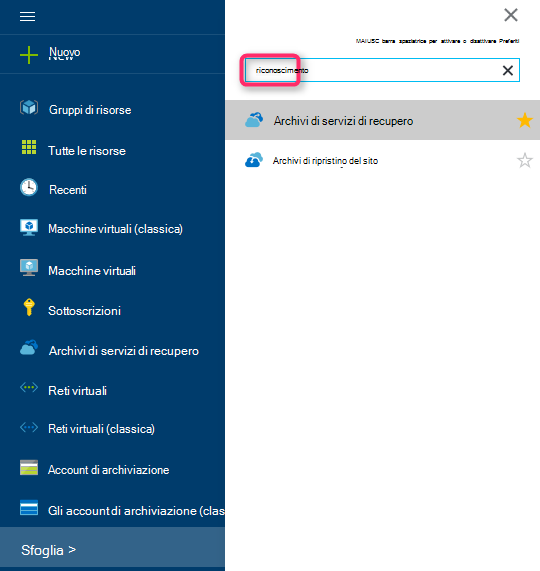 Nuovo
Gruppi di risorse
Tutte le risorse
Recenti
Macchine virtuali (classica)
Macchine virtuali
Sottoscrizioni
Archivi di servizi di recupero
Reti virtuali
Reti virtuali (classica)
Account di archiviazione
Gli account di archiviazione (clas
Sfoglia >
MAIUSC barra spaziatrice per attivare o disattivare Preferiti
riconoscimento
Archivi di servizi di recupero
Archivi di ripristino del sito